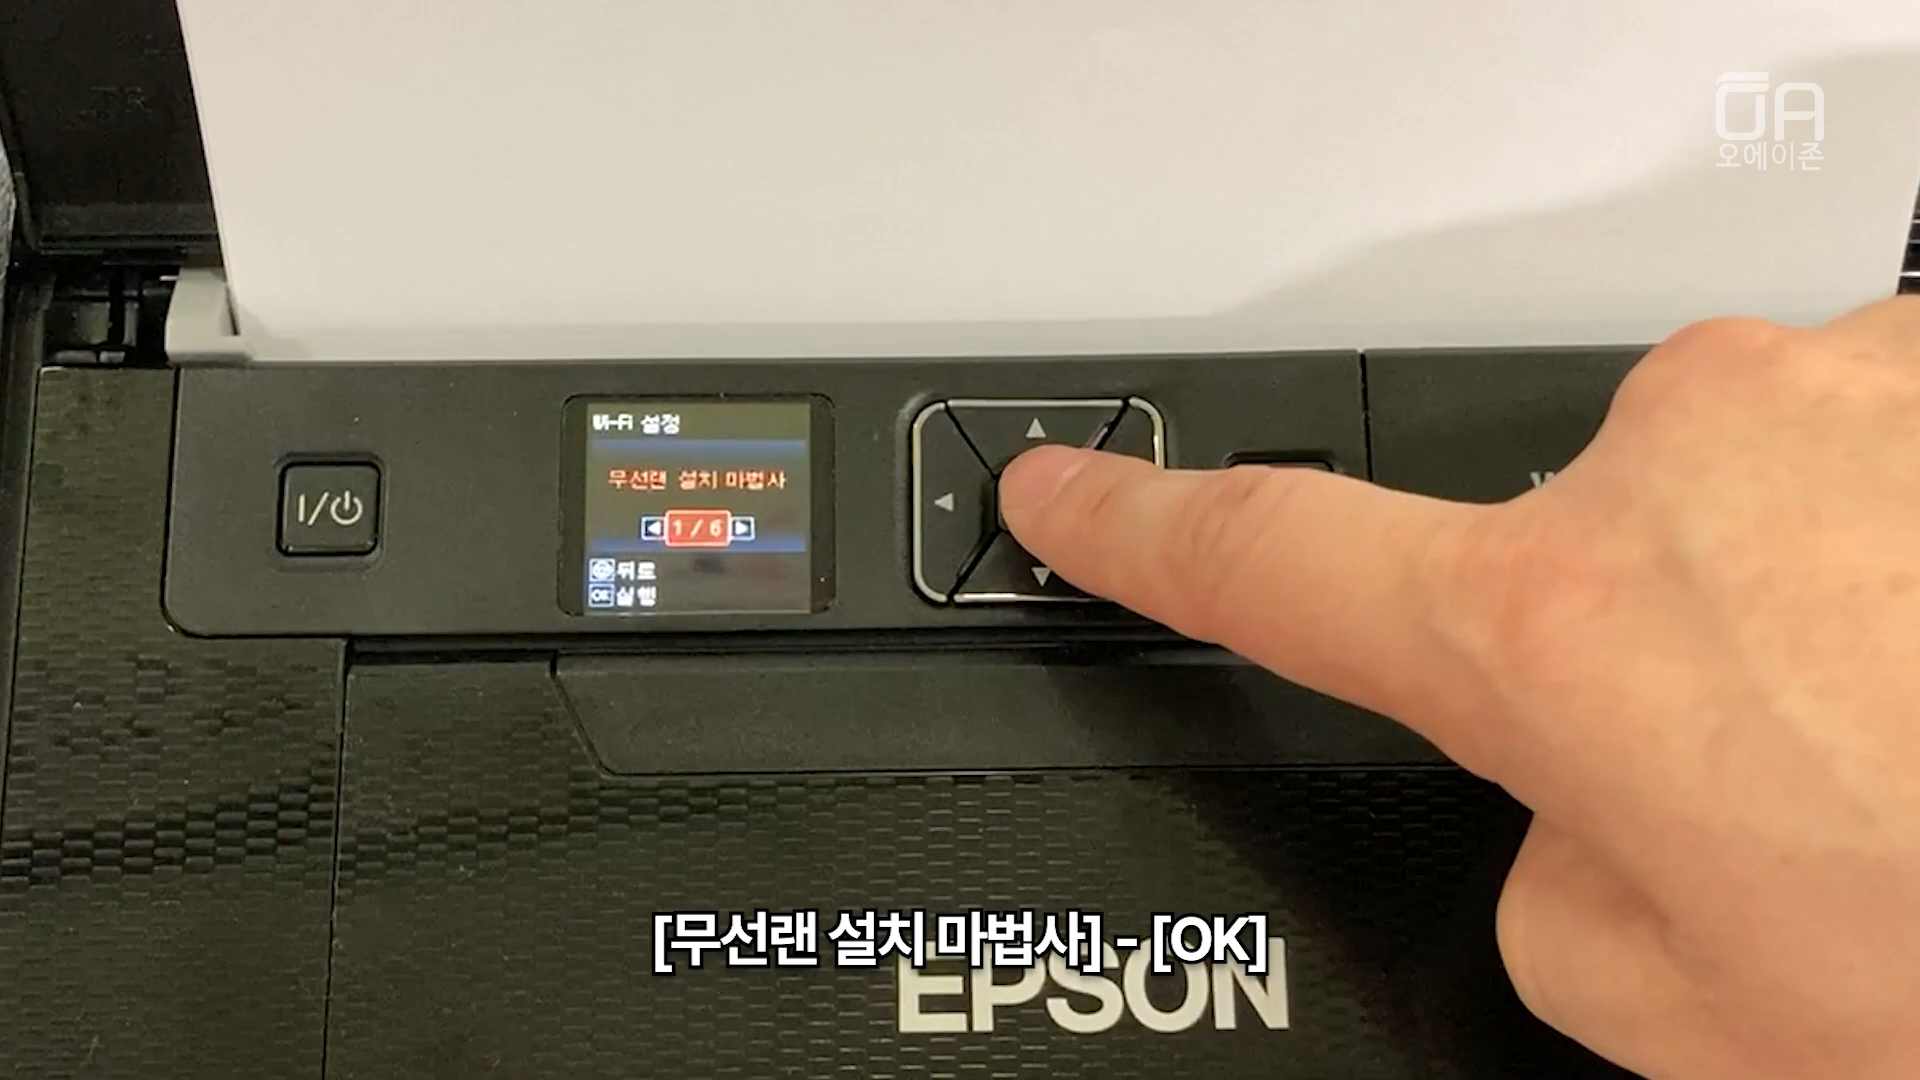 오에이존
Wi-Fi 설정
무선랜 설치 마법사
1 / 6
뒤로
OK 실행
[무선랜 설치 마법사] - [OK]
EPSON